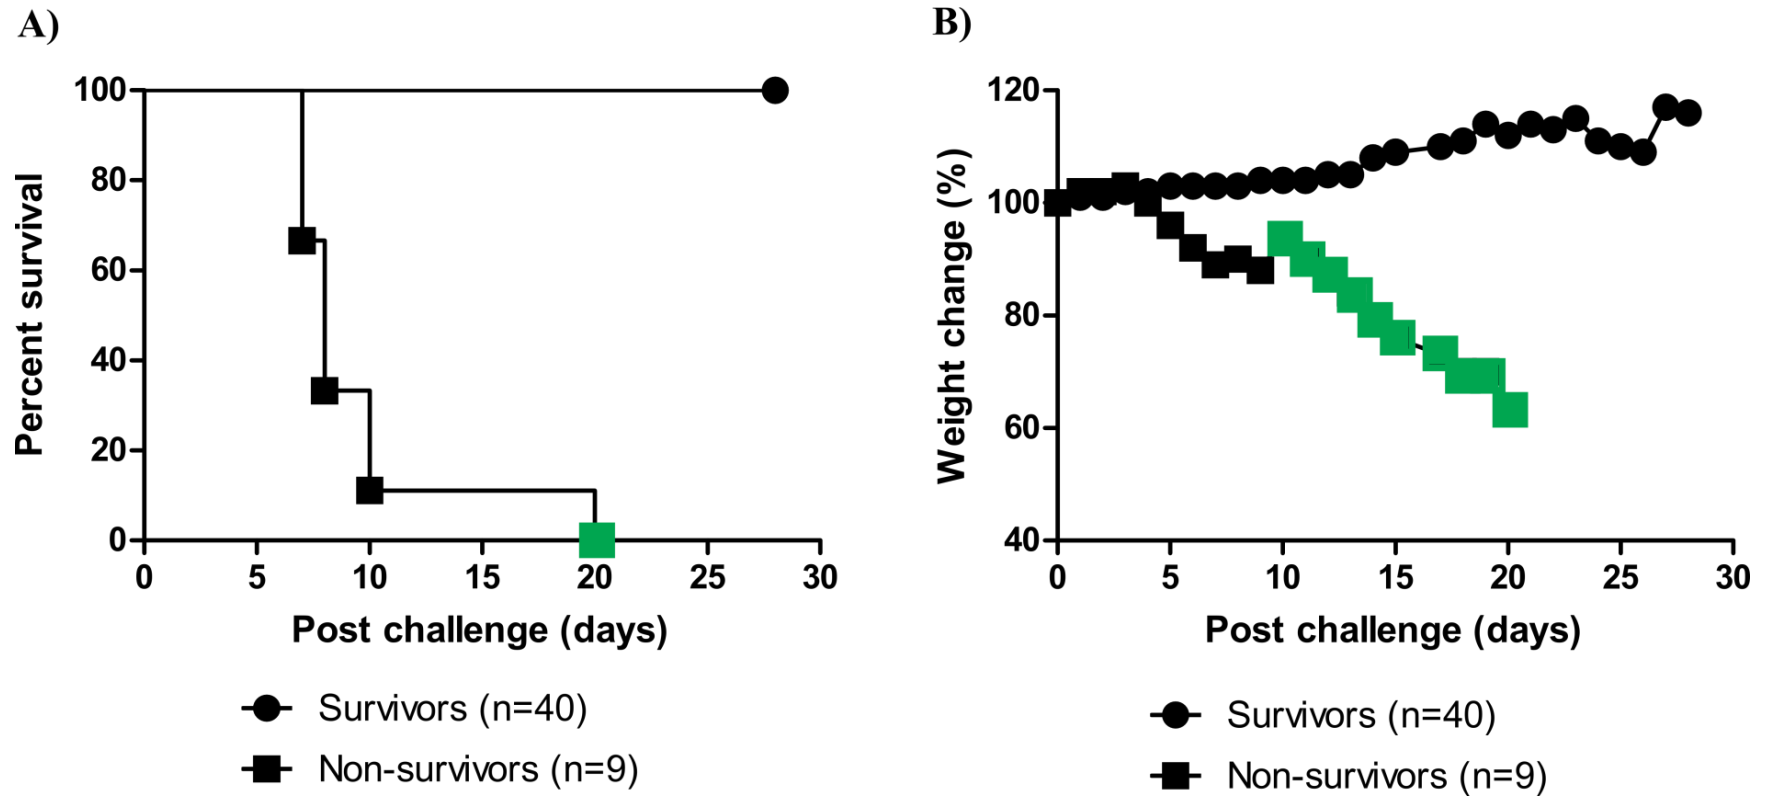 A)
Percent survival
100
80
60
40
20
0
0 5 10 15 20 25 30
Post challenge (days)
Survivors (n=40)
Non-survivors (n=9)
B)
Weight change (%)
120
100
80
60
40
0 5 10 15 20 25 30
Post challenge (days)
Survivors (n=40)
Non-survivors (n=9)